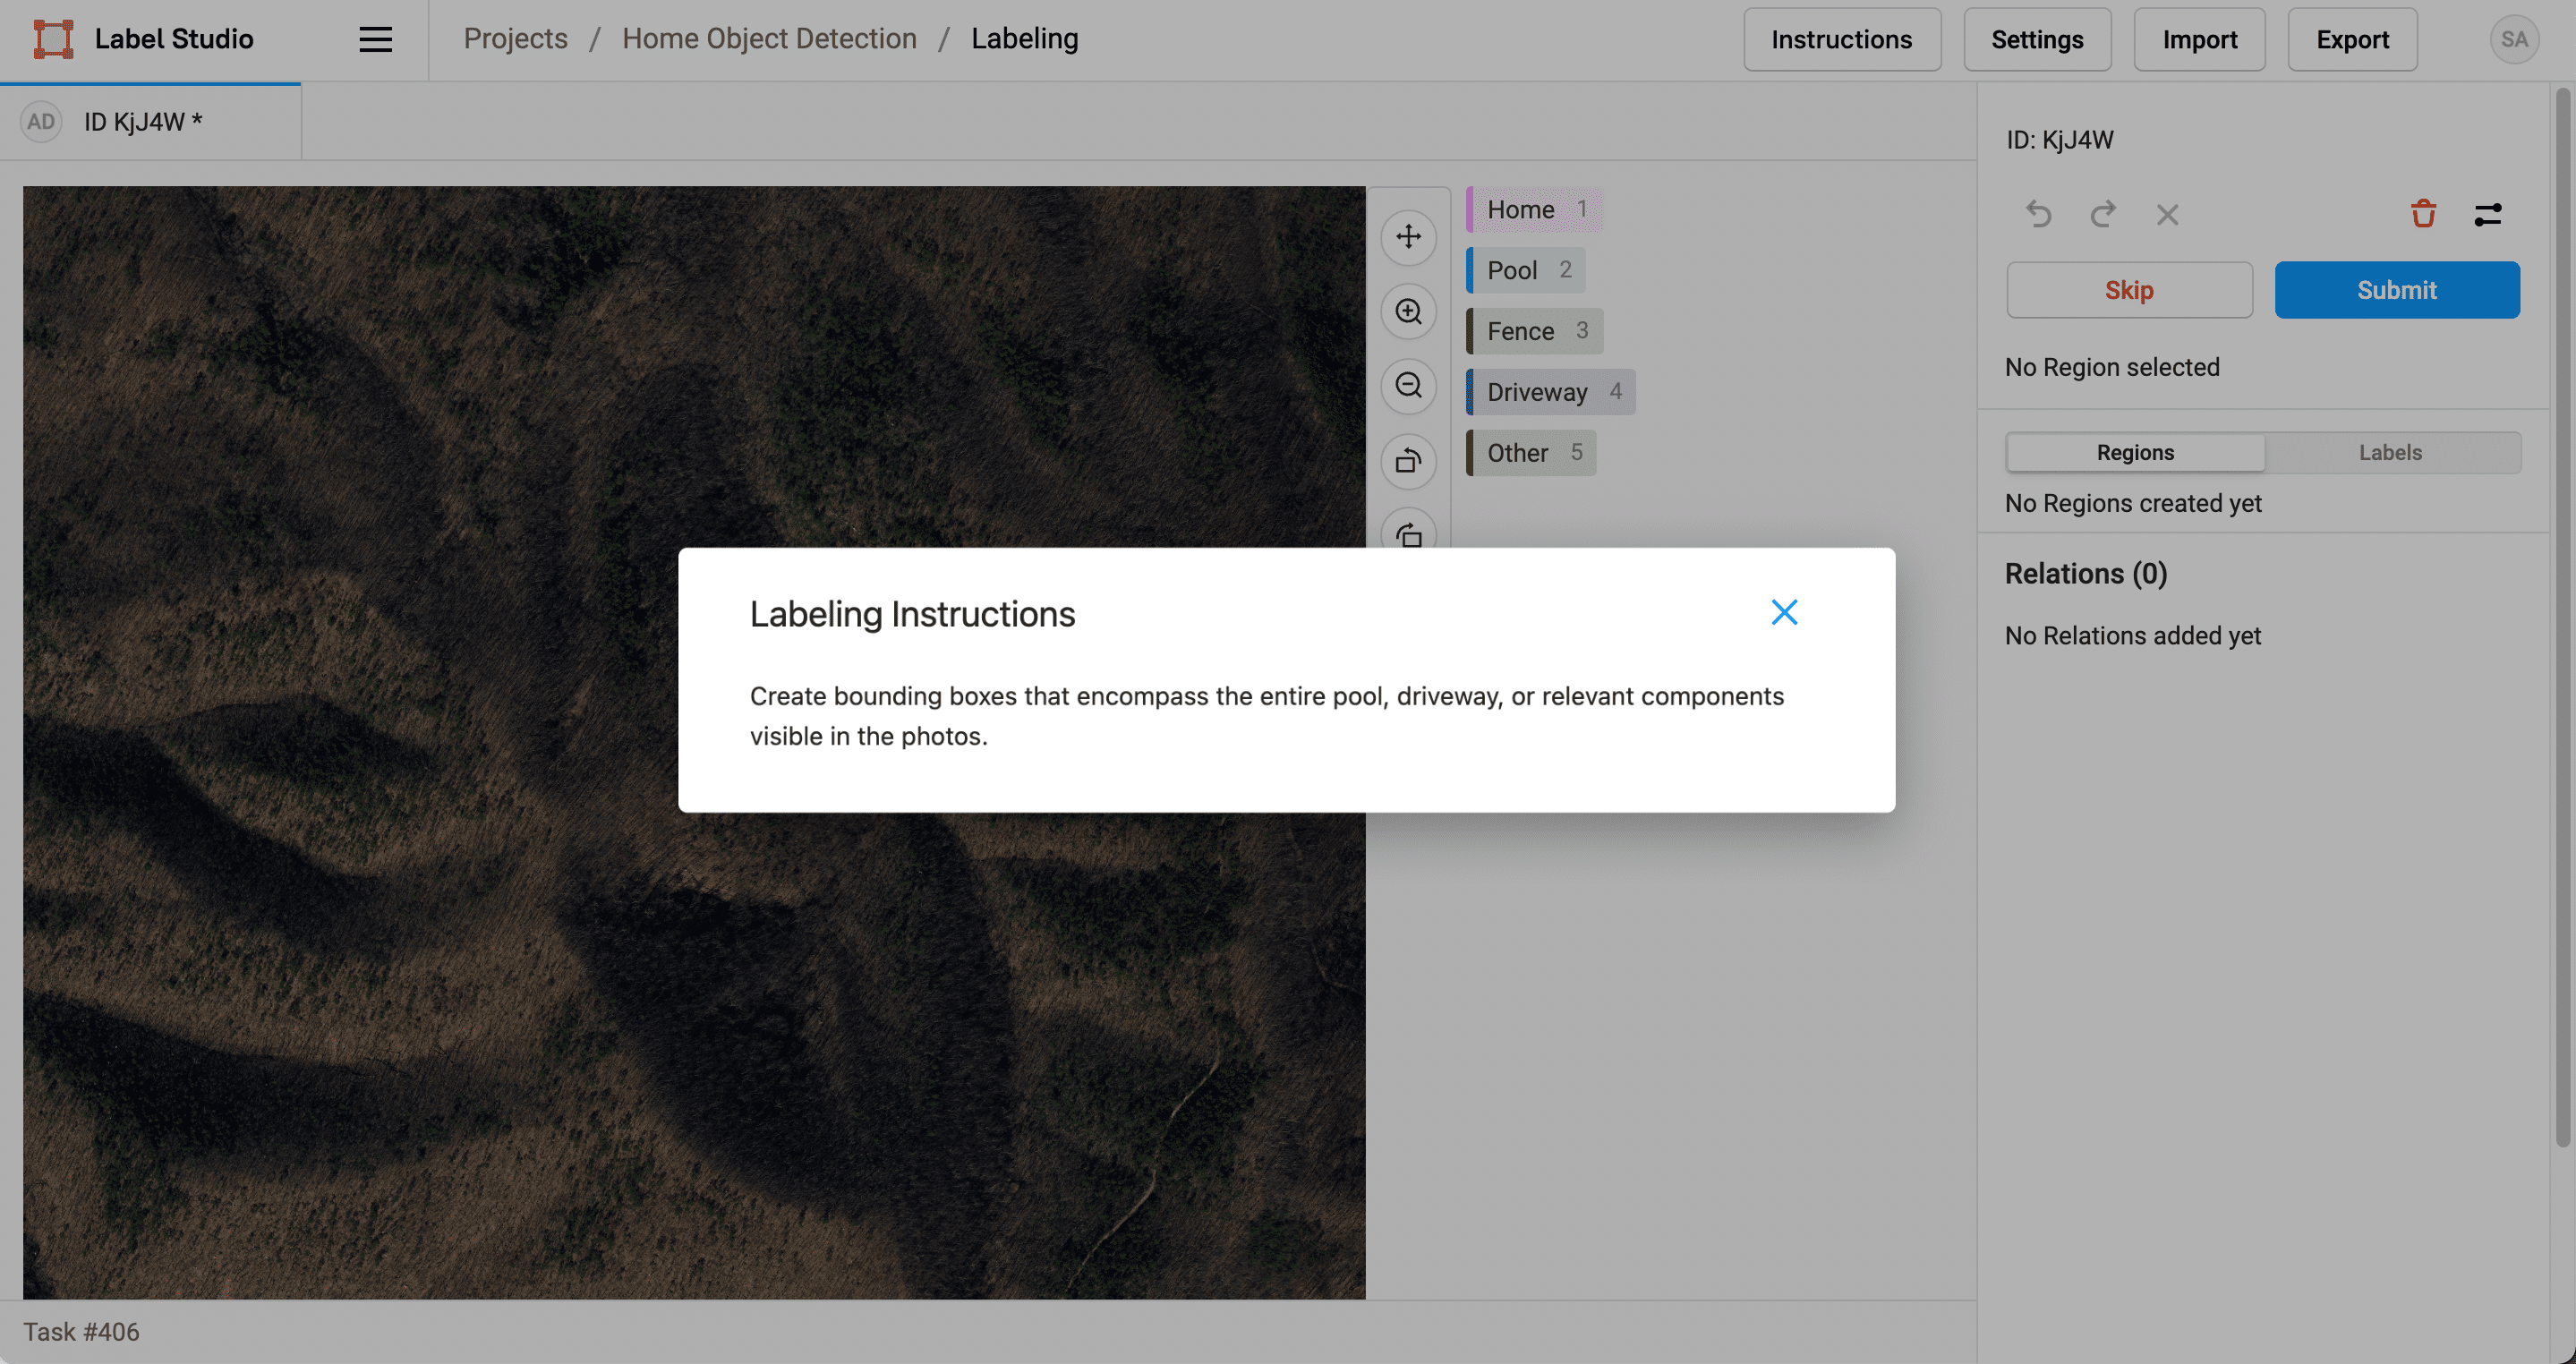 Label Studio
Projects / Home Object Detection / Labeling
Instructions
Settings
Import
Export
SA
AD
ID KjJ4W *
ID: KjJ4W
Home 1
Pool 2
Fence 3
Driveway 4
Other 5
Skip
Submit
No Region selected
Regions
Labels
No Regions created yet
Relations (0)
No Relations added yet
Labeling Instructions
Create bounding boxes that encompass the entire pool, driveway, or relevant components
visible in the photos.
Task #406